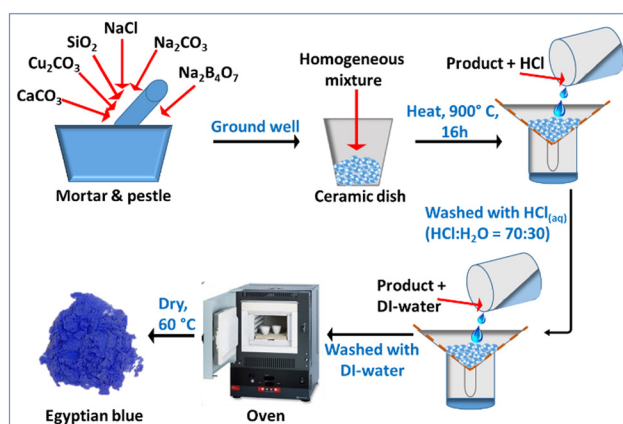 NaCl
SiO₂
Na₂CO₃
Cu₂CO₃
Na₂B₄O₇
CaCO₃
Mortar & pestle
Ground well
Homogeneous
mixture
Ceramic dish
Heat, 900° C,
16h
Product + HCl
Washed with HCl₍aq₎
(HCl:H₂O = 70:30)
Product +
DI-water
Washed with
DI-water
Oven
Dry,
60 °C
Egyptian blue